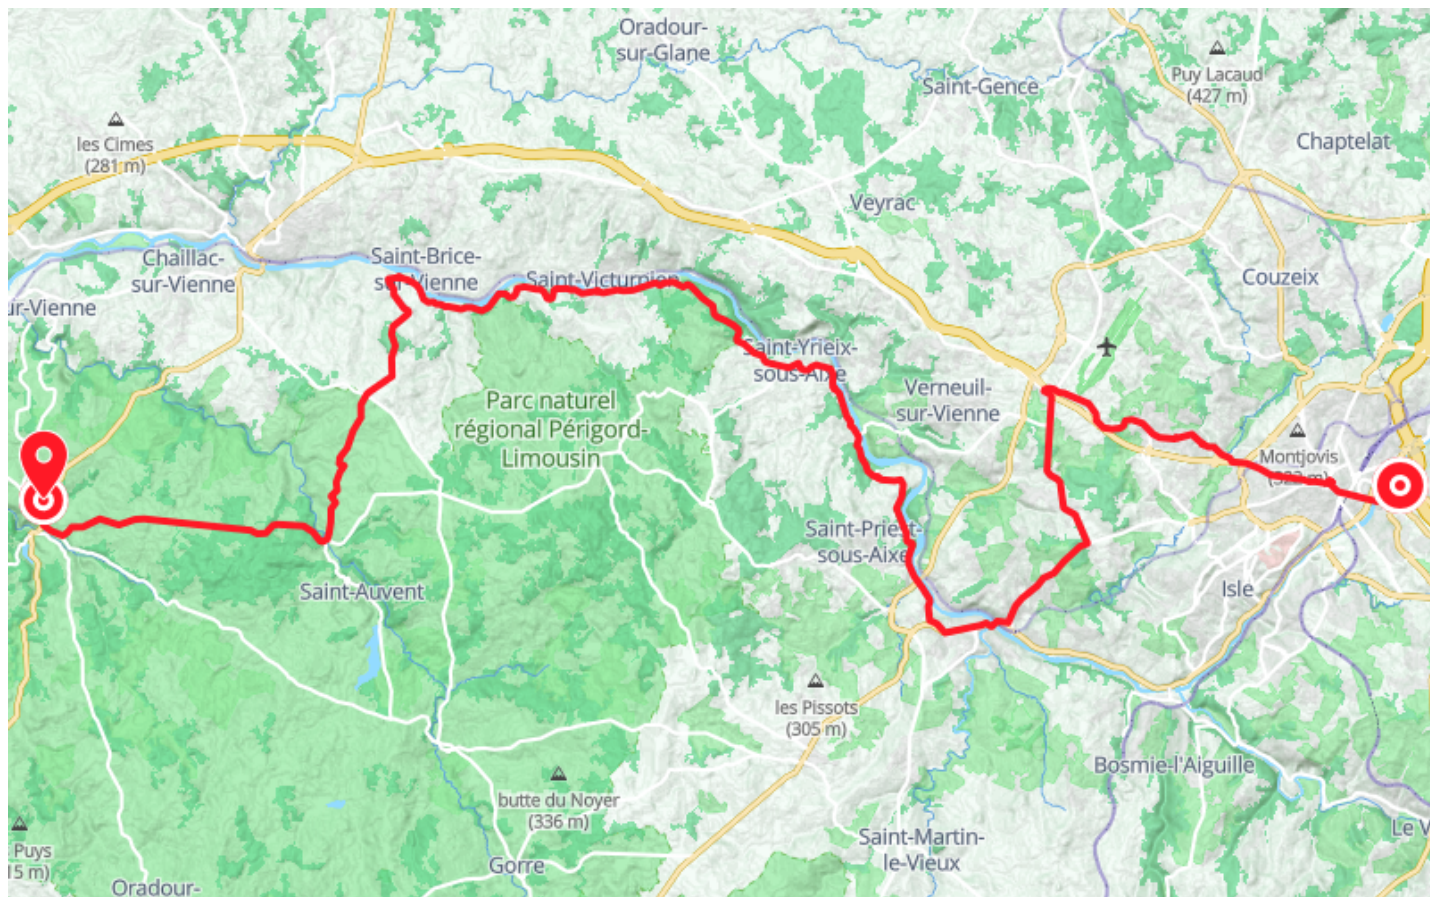 Oradour-
sur-Glane
Puy Lacaud
(427 m)
Saint-Gence
les Cimes
(281 m)
Chaptelat
Veyrac
Chaillac-
sur-Vienne
Saint-Brice-
sur-Vienne
Saint-Victurnien
Couzeix
ur-Vienne
Saint-Yrieix-
sous-Aixe
Verneuil-
sur-Vienne
Parc naturel
régional Périgord-
Limousin
Montjovis
(323 m)
Saint-Priest-
sous-Aixe
Saint-Auvent
Isle
les Pissots
(305 m)
Bosmie-l'Aiguille
butte du Noyer
(336 m)
Saint-Martin-
le-Vieux
Le V
Puys
15 m)
Gorre
Oradour-